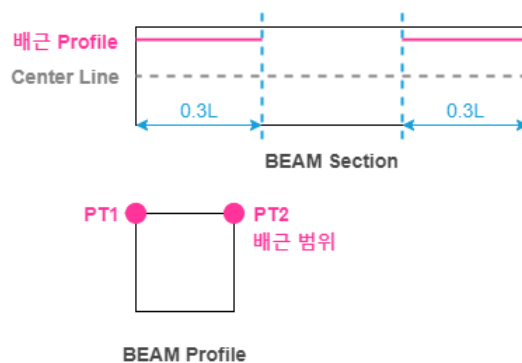 배근 Profile
Center Line
0.3L
0.3L
BEAM Section
PT1
PT2
배근 범위
BEAM Profile